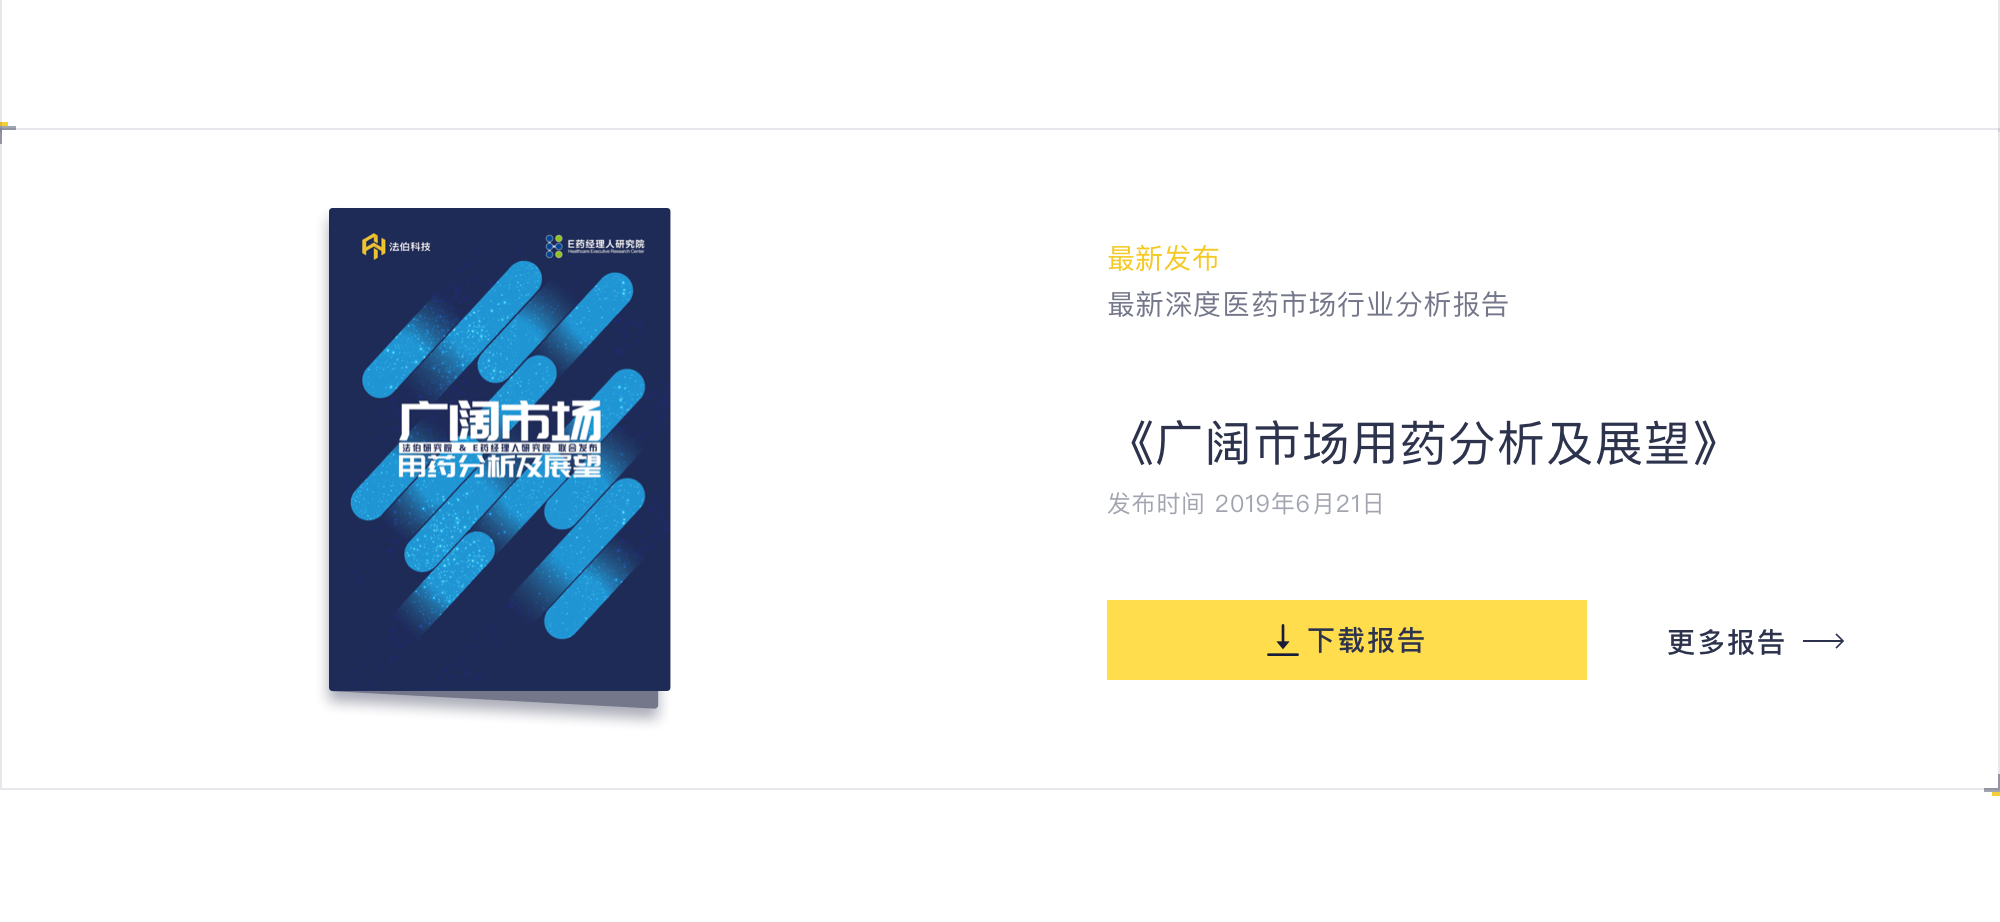 法伯科技
E药经理人研究院
Healthcare Executive Research Center
广阔市场
法伯研究院 & E药经理人研究院 联合发布
用药分析及展望
最新发布
最新深度医药市场行业分析报告
《广阔市场用药分析及展望》
发布时间 2019年6月21日
下载报告
更多报告